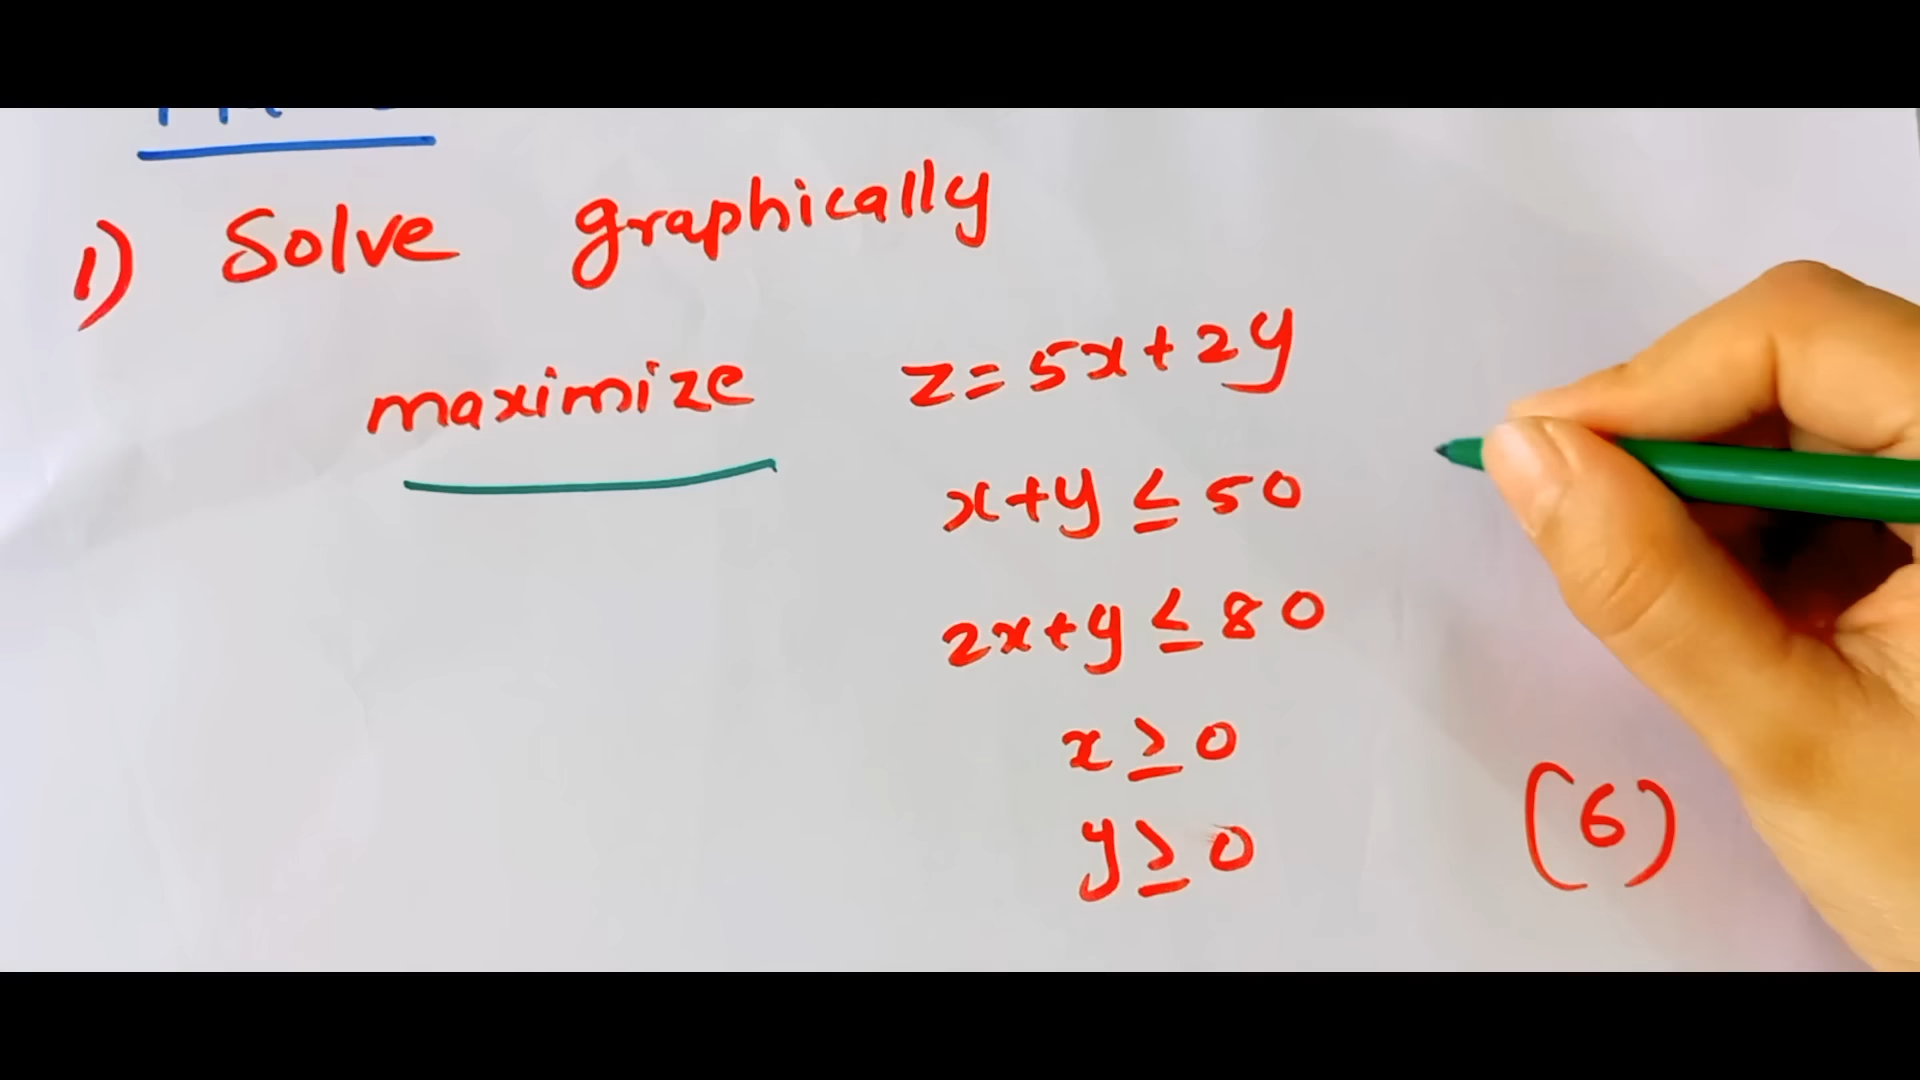 1) Solve graphically
maximize z=5x+2y
x+y ≤ 50
2x+y ≤ 80
x ≥ 0
y ≥ 0
(6)